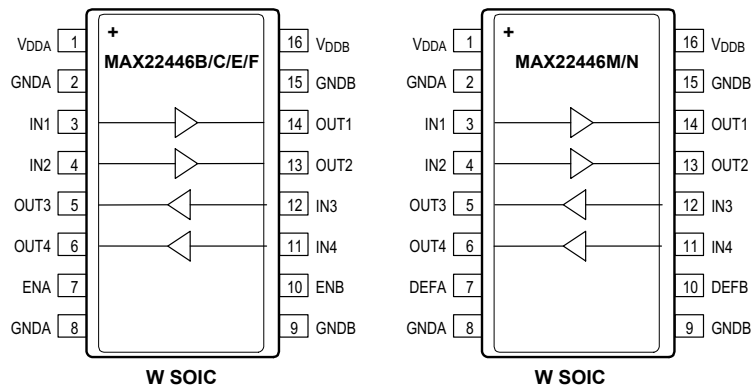 +
MAX22446B/C/E/F
VDDA 1 16 VDDB
GNDA 2 15 GNDB
IN1 3 14 OUT1
IN2 4 13 OUT2
OUT3 5 12 IN3
OUT4 6 11 IN4
ENA 7 10 ENB
GNDA 8 9 GNDB
W SOIC
+
MAX22446M/N
VDDA 1 16 VDDB
GNDA 2 15 GNDB
IN1 3 14 OUT1
IN2 4 13 OUT2
OUT3 5 12 IN3
OUT4 6 11 IN4
DEFA 7 10 DEFB
GNDA 8 9 GNDB
W SOIC